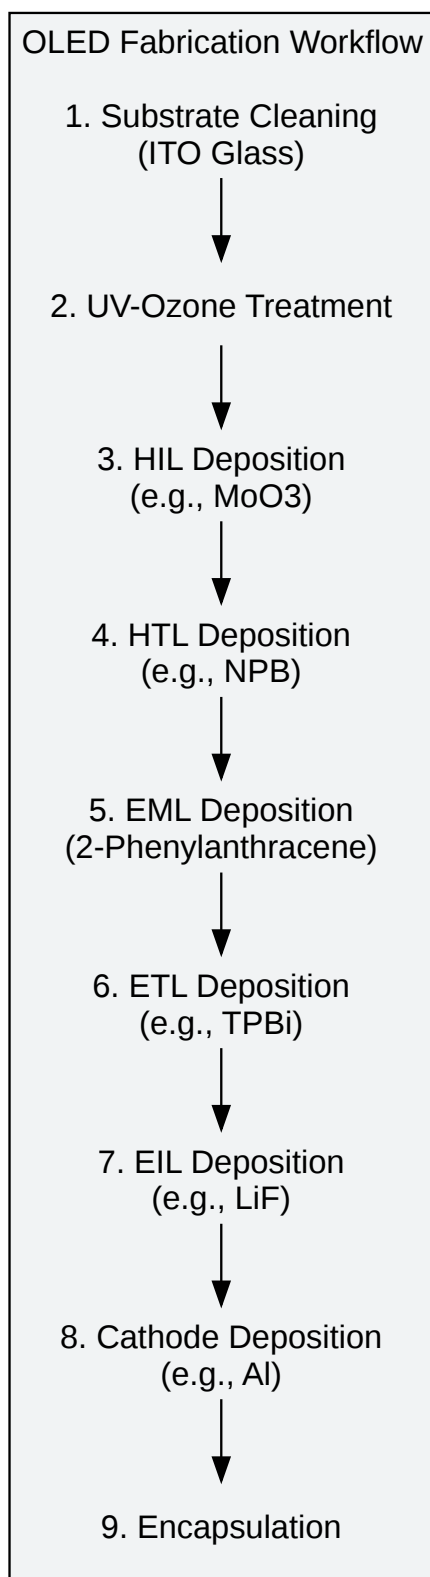 OLED Fabrication Workflow
1. Substrate Cleaning
(ITO Glass)
2. UV-Ozone Treatment
3. HIL Deposition
(e.g., MoO3)
4. HTL Deposition
(e.g., NPB)
5. EML Deposition
(2-Phenylanthracene)
6. ETL Deposition
(e.g., TPBi)
7. EIL Deposition
(e.g., LiF)
8. Cathode Deposition
(e.g., Al)
9. Encapsulation